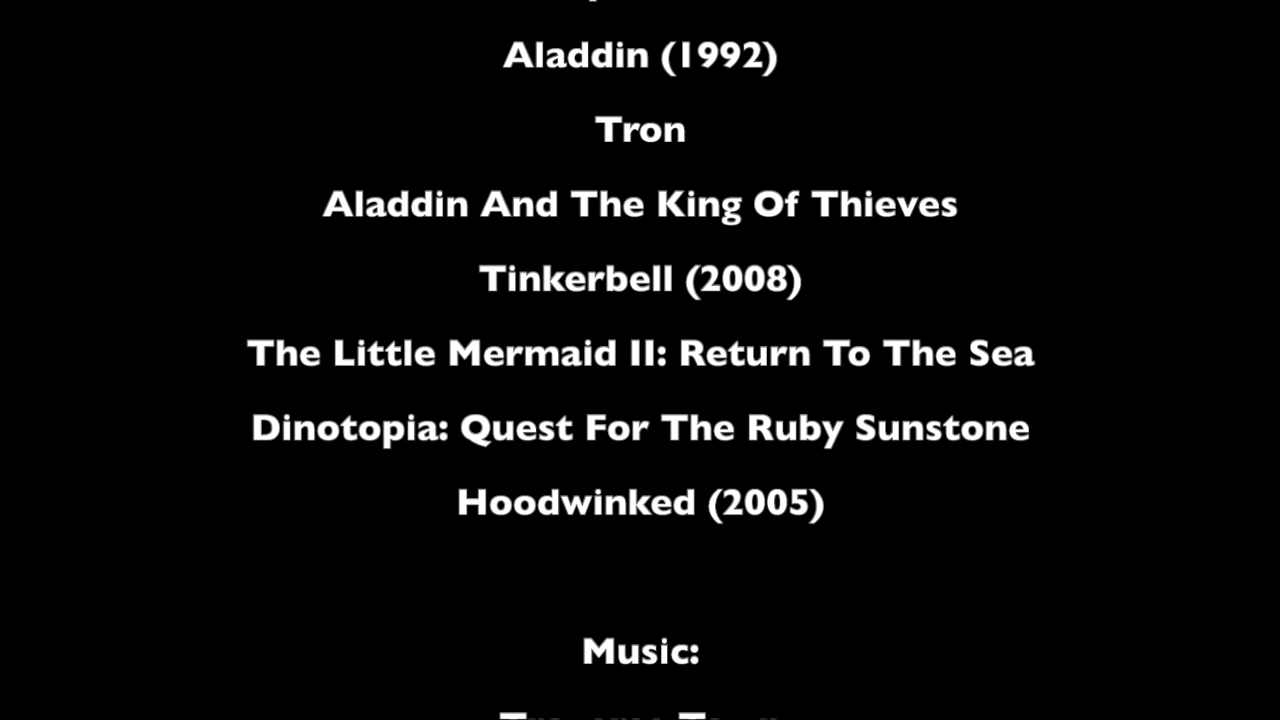 Aladdin (1992)
Tron
Aladdin And The King Of Thieves
Tinkerbell (2008)
The Little Mermaid II: Return To The Sea
Dinotopia: Quest For The Ruby Sunstone
Hoodwinked (2005)
Music: